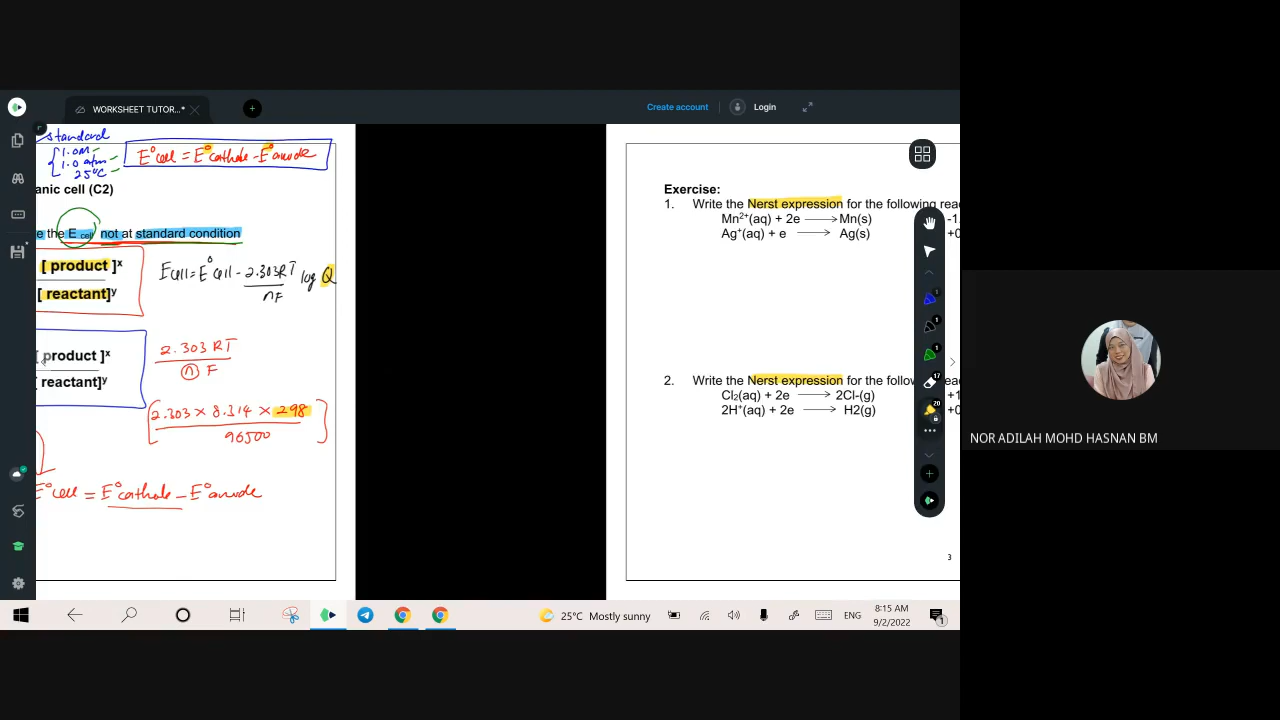 WORKSHEET TUTOR...*
Create account
Login
standard
1.0M
1.0 atm
25°C
E°cell = E°cathode - E°anode
anic cell (C2)
e the E cell not at standard condition
[ product ]x
[ reactant]y
Ecell = E°cell - 2.303RT log Q
nF
product ]x
reactant]y
2.303 RT
n F
2.303 × 8.314 × 298
96500
E°cell = E°cathode - E°anode
Exercise:
1. Write the Nerst expression for the following rea
Mn2+(aq) + 2e → Mn(s) -1.
Ag+(aq) + e → Ag(s) +0
2. Write the Nerst expression for the follow rea
Cl2(aq) + 2e → 2Cl-(g) +1
2H+(aq) + 2e → H2(g) +0
3
NOR ADILAH MOHD HASNAN BM
25°C Mostly sunny
ENG
8:15 AM
9/2/2022